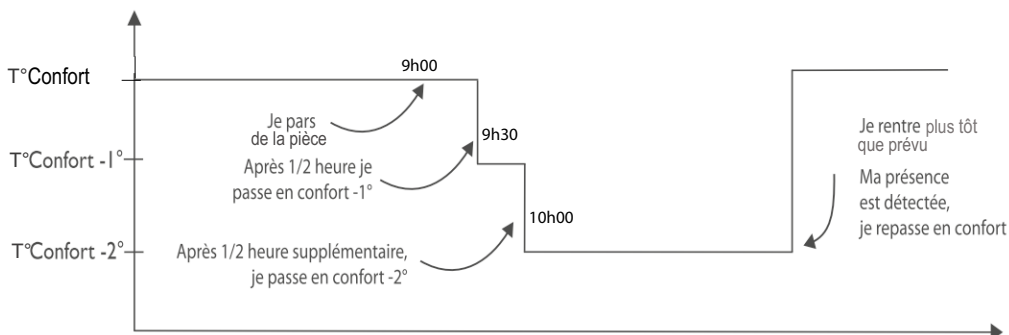 9h00
T°Confort
Je pars
de la pièce
9h30
Je rentre plus tôt
que prévu
T°Confort -1°
Après 1/2 heure je
passe en confort -1°
Ma présence
est détectée,
je repasse en confort
10h00
T°Confort -2°
Après 1/2 heure supplémentaire,
je passe en confort -2°